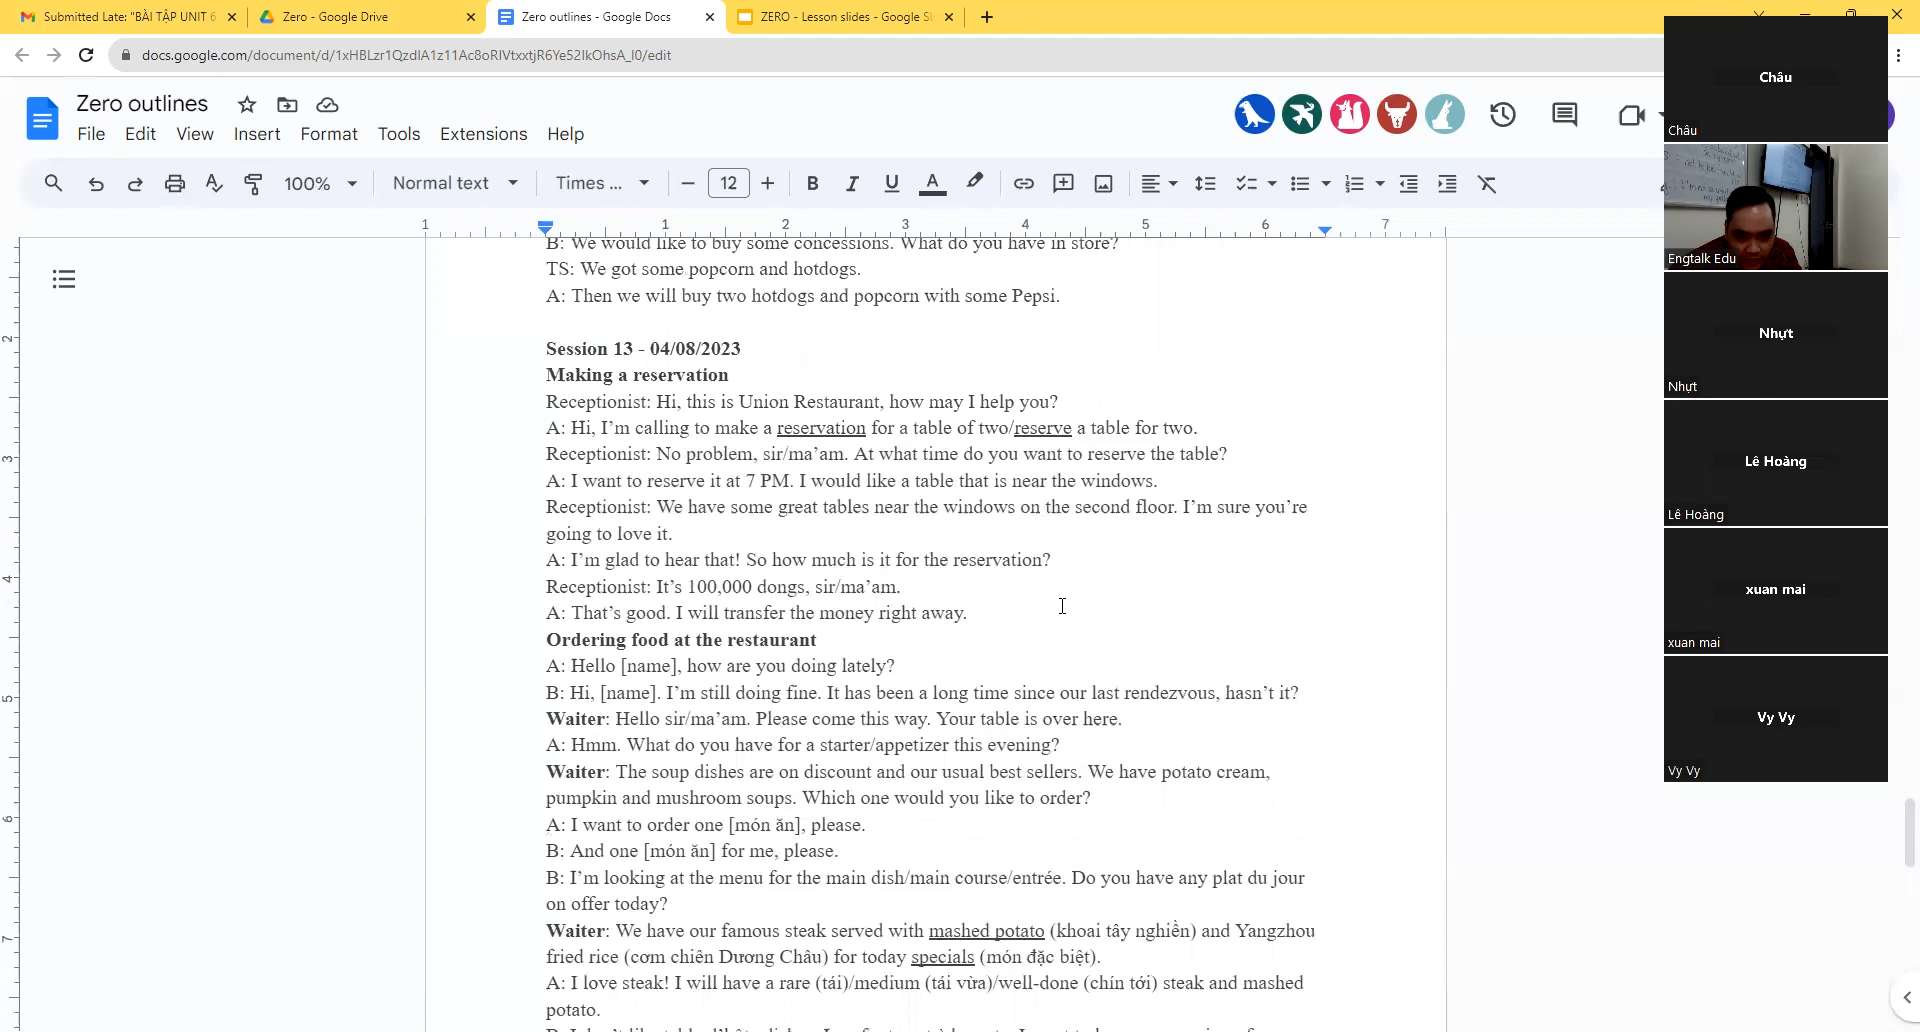 Submitted Late: "BÀI TẬP UNIT 6
Zero - Google Drive
Zero outlines - Google Docs
ZERO - Lesson slides - Google Sl
docs.google.com/document/d/1xHBLzr1QzdIA1z11Ac8oRIVtxxtjR6Ye52IkOhsA_I0/edit
Zero outlines
File Edit View Insert Format Tools Extensions Help
100% Normal text Times ... 12
1 1 2 3 4 5 6 7
B: We would like to buy some concessions. What do you have in store?
TS: We got some popcorn and hotdogs.
A: Then we will buy two hotdogs and popcorn with some Pepsi.
Session 13 - 04/08/2023
Making a reservation
Receptionist: Hi, this is Union Restaurant, how may I help you?
A: Hi, I’m calling to make a reservation for a table of two/reserve a table for two.
Receptionist: No problem, sir/ma’am. At what time do you want to reserve the table?
A: I want to reserve it at 7 PM. I would like a table that is near the windows.
Receptionist: We have some great tables near the windows on the second floor. I’m sure you’re
going to love it.
A: I’m glad to hear that! So how much is it for the reservation?
Receptionist: It’s 100,000 dongs, sir/ma’am.
A: That’s good. I will transfer the money right away.
Ordering food at the restaurant
A: Hello [name], how are you doing lately?
B: Hi, [name]. I’m still doing fine. It has been a long time since our last rendezvous, hasn’t it?
Waiter: Hello sir/ma’am. Please come this way. Your table is over here.
A: Hmm. What do you have for a starter/appetizer this evening?
Waiter: The soup dishes are on discount and our usual best sellers. We have potato cream,
pumpkin and mushroom soups. Which one would you like to order?
A: I want to order one [món ăn], please.
B: And one [món ăn] for me, please.
B: I’m looking at the menu for the main dish/main course/entrée. Do you have any plat du jour
on offer today?
Waiter: We have our famous steak served with mashed potato (khoai tây nghiền) and Yangzhou
fried rice (cơm chiên Dương Châu) for today specials (món đặc biệt).
A: I love steak! I will have a rare (tái)/medium (tái vừa)/well-done (chín tới) steak and mashed
potato.
2
3
4
5
6
7
Châu
Châu
Engtalk Edu
Nhựt
Nhựt
Lê Hoàng
Lê Hoàng
xuan mai
xuan mai
Vy Vy
Vy Vy